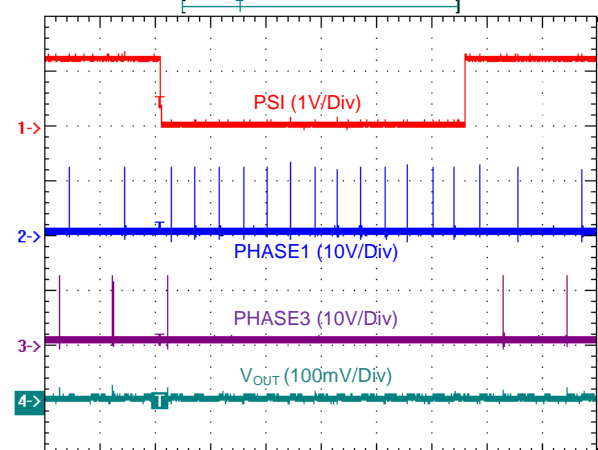 T
PSI (1V/Div)
1->
T
2->
PHASE1 (10V/Div)
T
PHASE3 (10V/Div)
3->
VOUT (100mV/Div)
4->
T